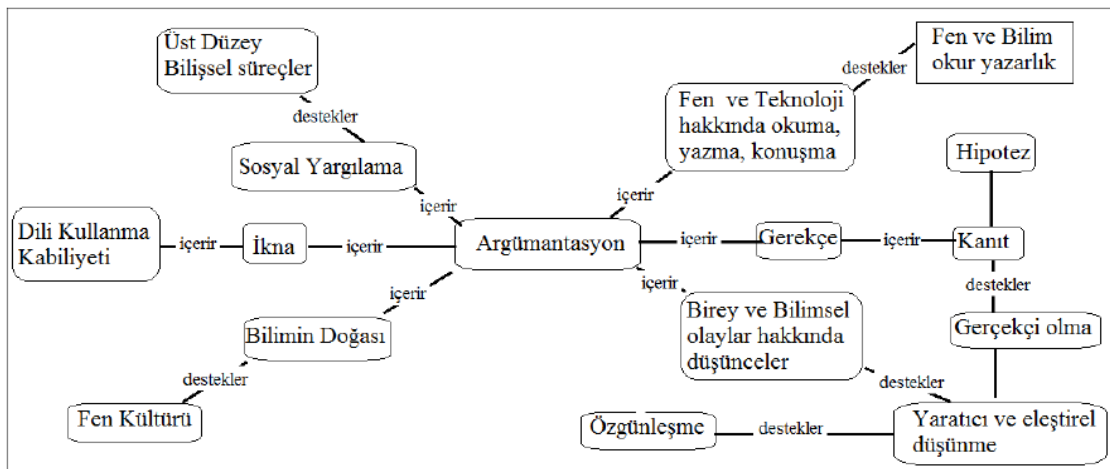 Üst Düzey
Bilişsel süreçler
destekler
Sosyal Yargılama
içerir
Fen ve Bilim
okur yazarlık
destekler
Fen ve Teknoloji
hakkında okuma,
yazma, konuşma
içerir
Hipotez
Dili Kullanma
Kabiliyeti
içerir
İkna
içerir
Argümantasyon
içerir
Gerekçe
içerir
Kanıt
destekler
Gerçekçi olma
içerir
Bilimin Doğası
destekler
Fen Kültürü
içerir
Birey ve Bilimsel
olaylar hakkında
düşünceler
destekler
Yaratıcı ve eleştirel
düşünme
destekler
Özgünleşme